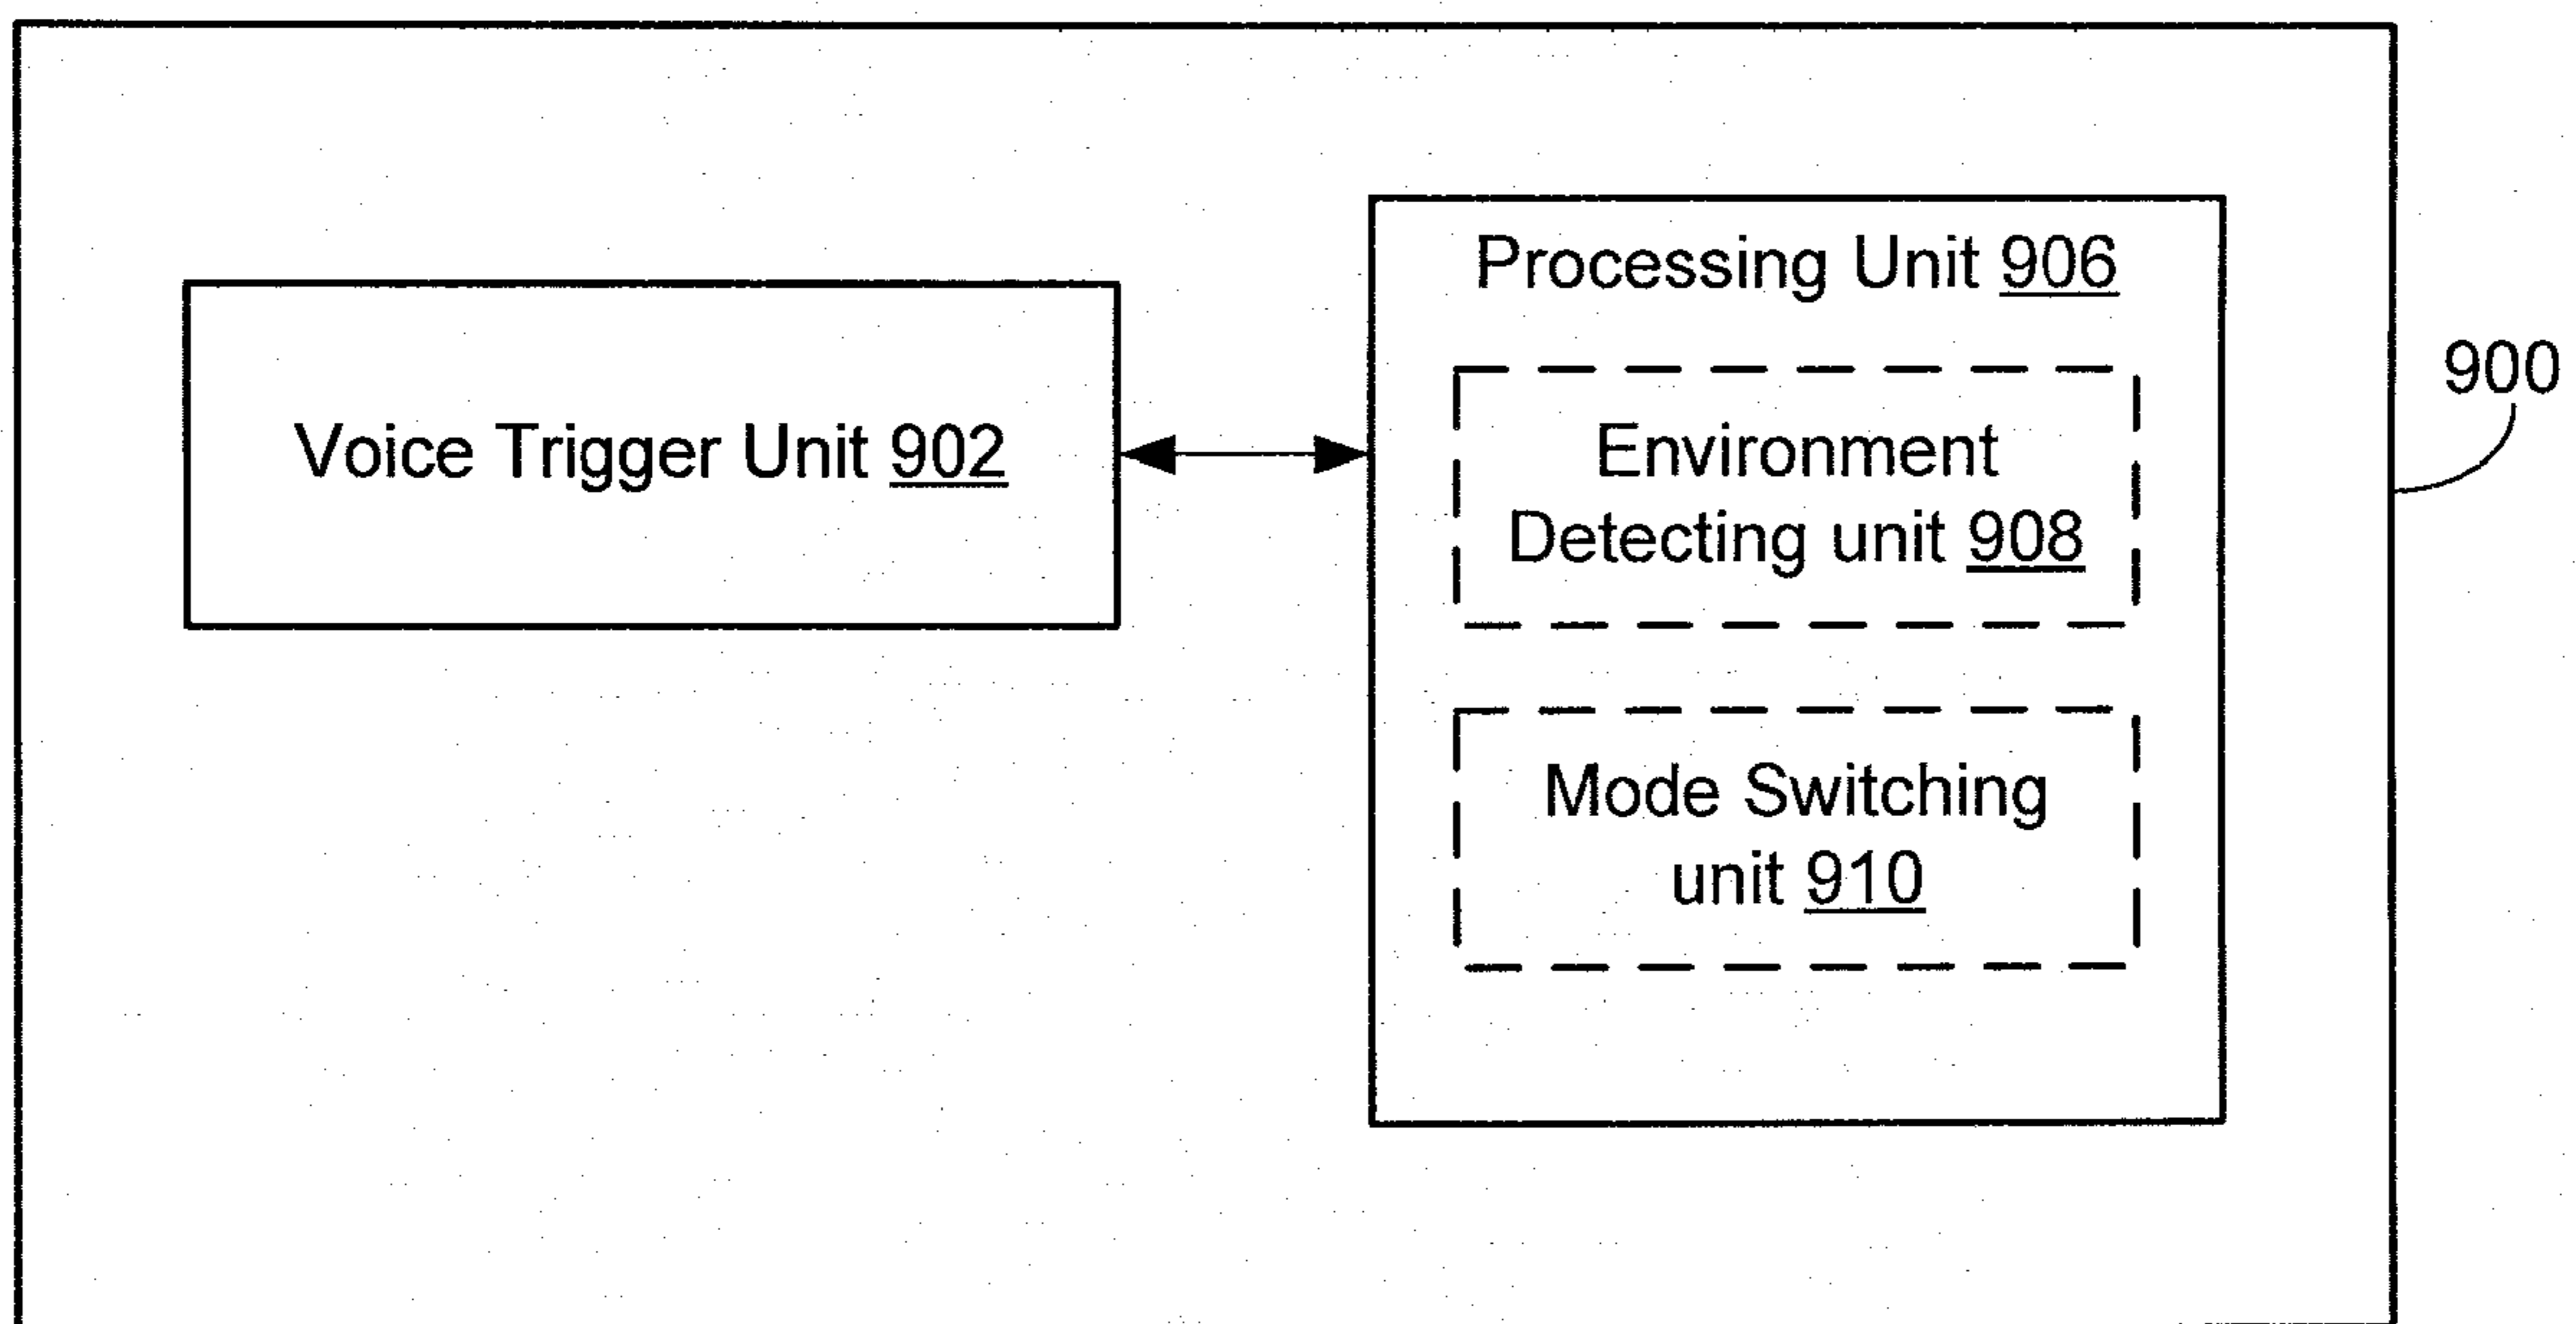 Processing Unit 906
900
Voice Trigger Unit 902
Environment
Detecting unit 908
Mode Switching
unit 910